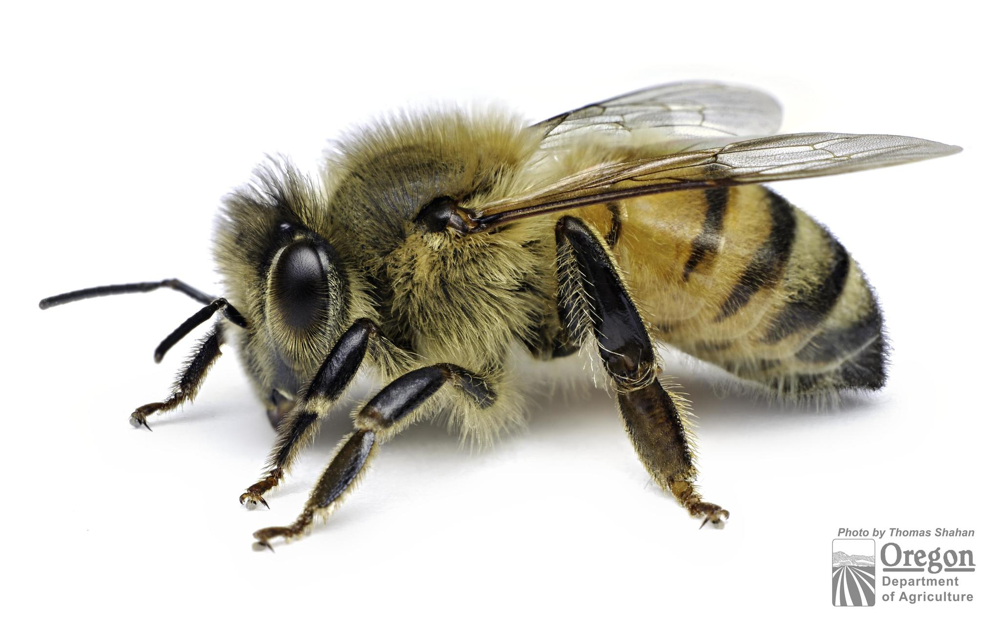 Photo by Thomas Shahan
Oregon
Department
of Agriculture